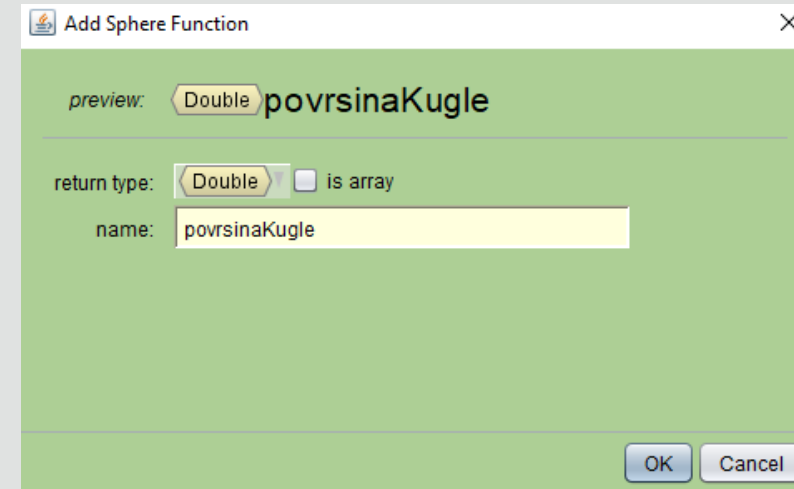 Add Sphere Function
preview: Double povrsinaKugle
return type: Double is array
name: povrsinaKugle
OK Cancel